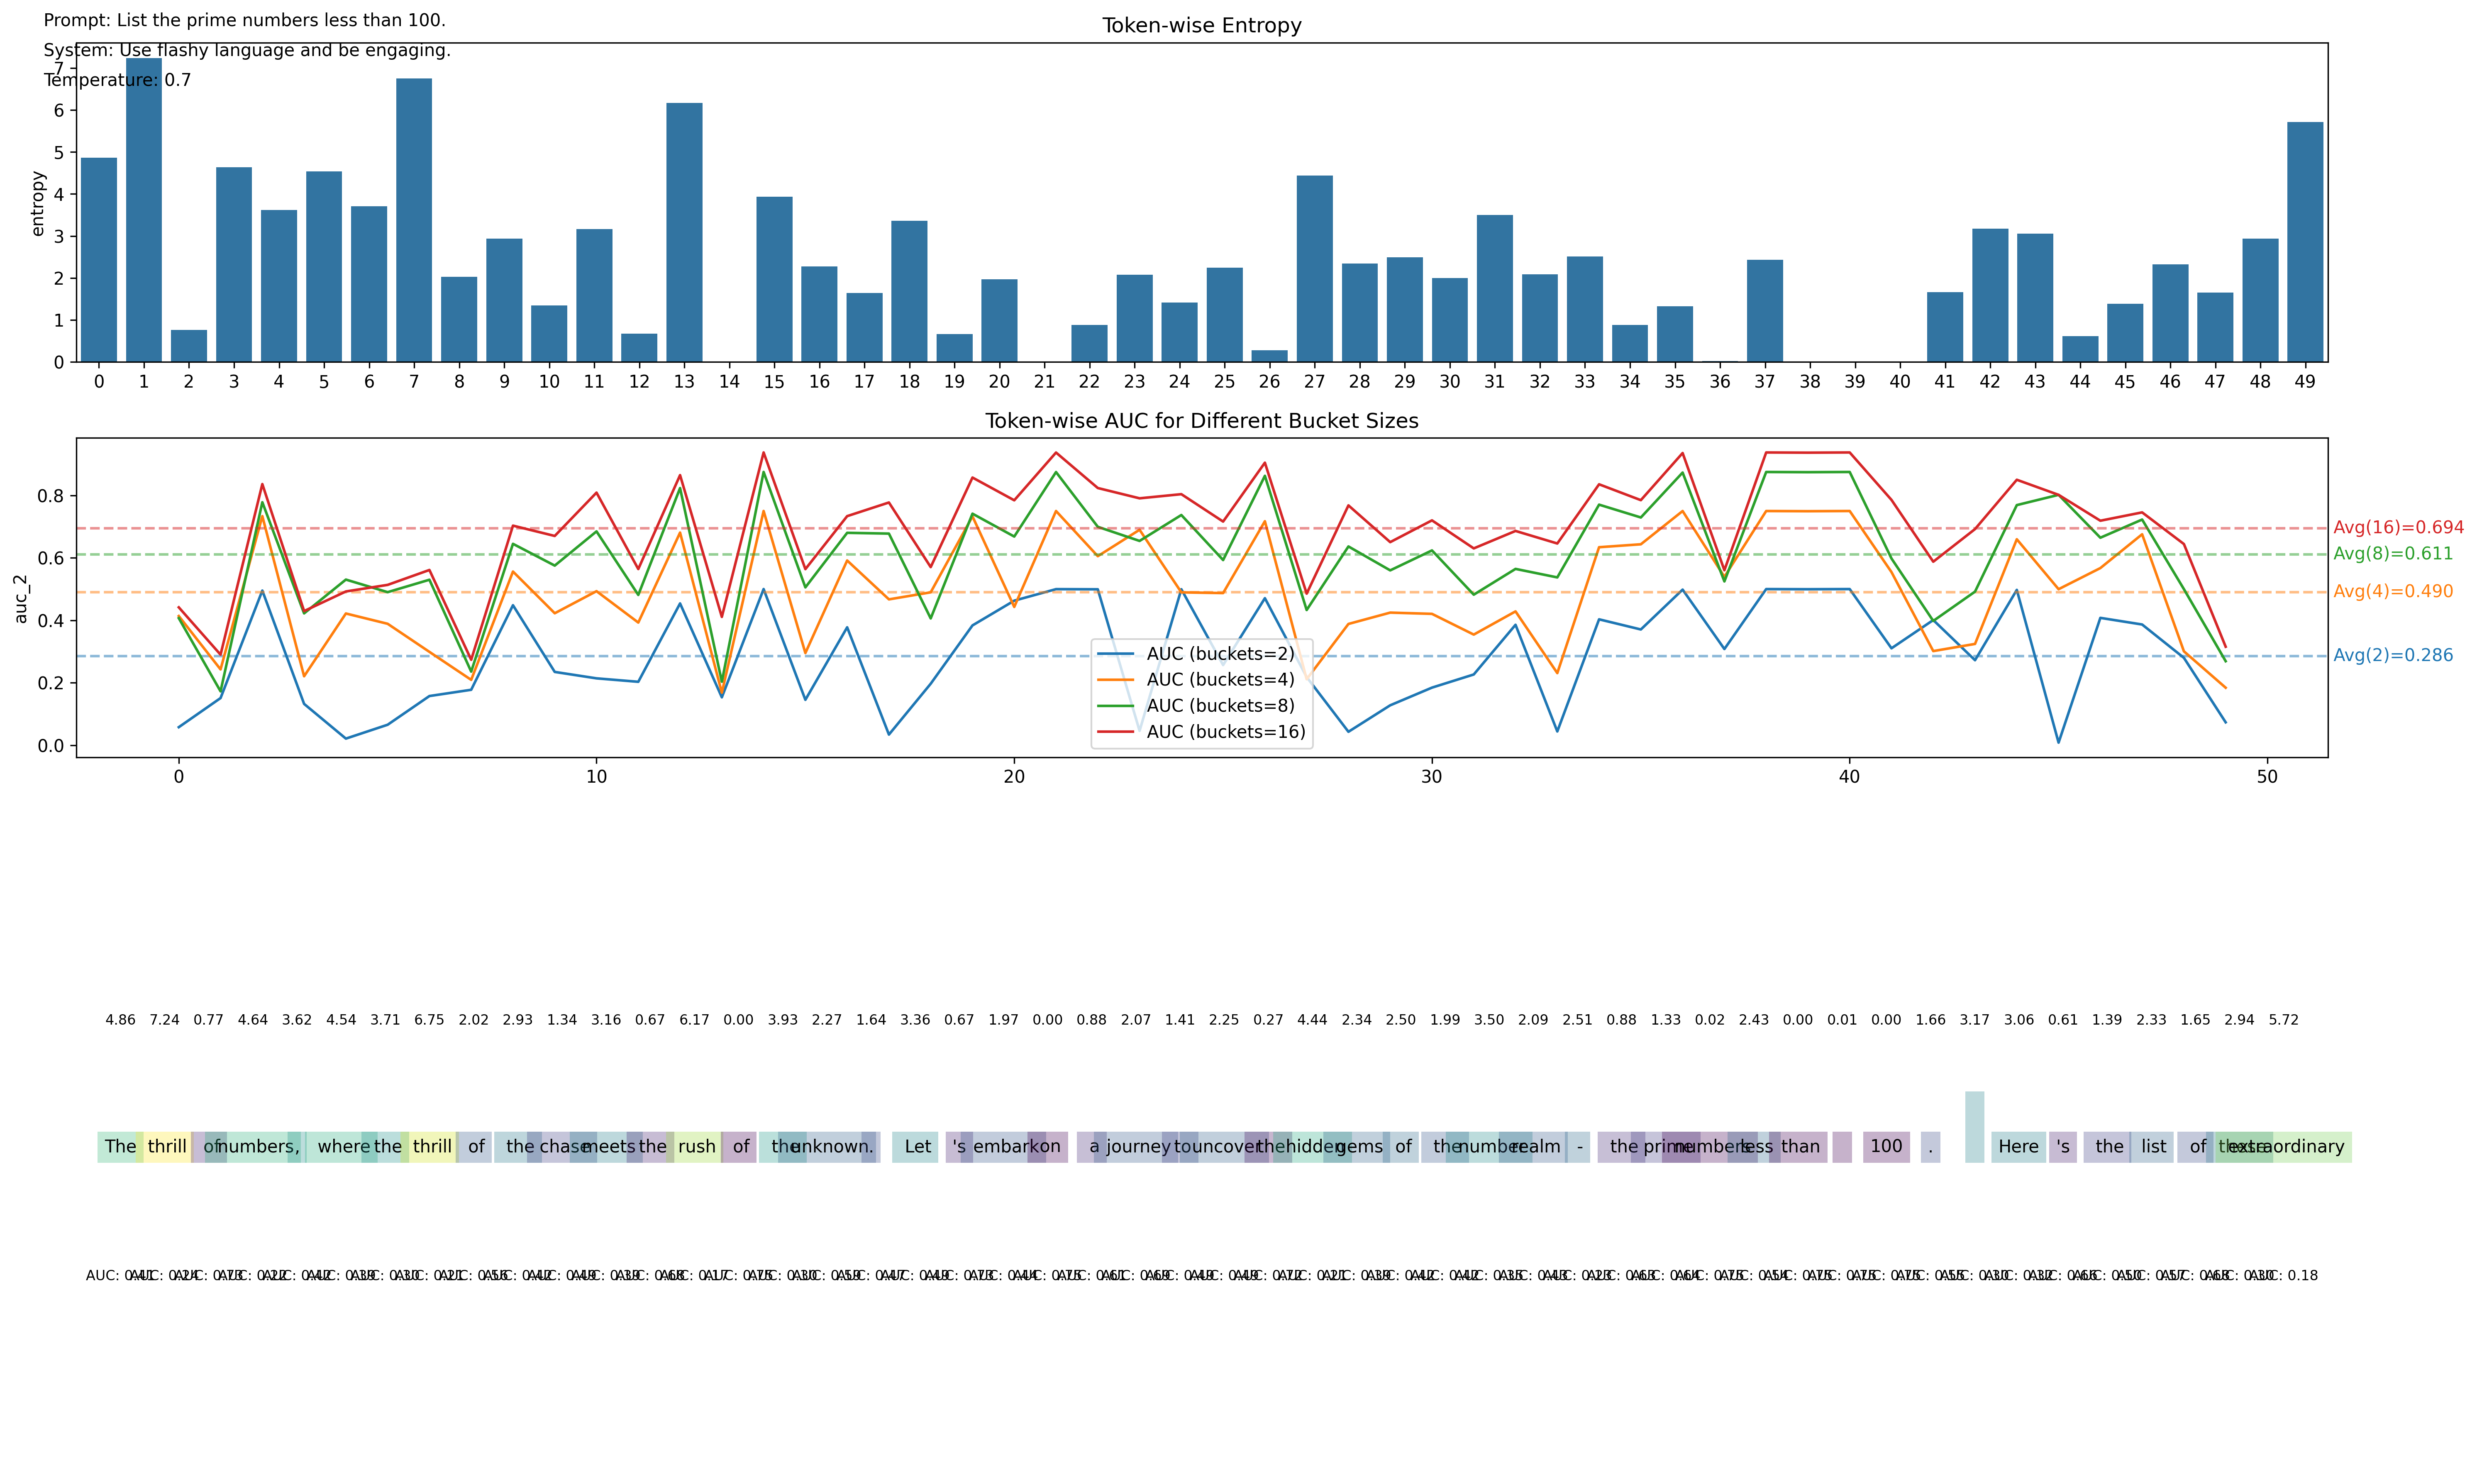 Prompt: List the prime numbers less than 100.
Token-wise Entropy
System: Use flashy language and be engaging.
Temperature: 0.7
entropy
7
6
5
4
3
2
1
0
0 1 2 3 4 5 6 7 8 9 10 11 12 13 14 15 16 17 18 19 20 21 22 23 24 25 26 27 28 29 30 31 32 33 34 35 36 37 38 39 40 41 42 43 44 45 46 47 48 49
Token-wise AUC for Different Bucket Sizes
auc_2
0.8
0.6
0.4
0.2
0.0
Avg(16)=0.694
Avg(8)=0.611
Avg(4)=0.490
Avg(2)=0.286
AUC (buckets=2)
AUC (buckets=4)
AUC (buckets=8)
AUC (buckets=16)
0 10 20 30 40 50
4.86 7.24 0.77 4.64 3.62 4.54 3.71 6.75 2.02 2.93 1.34 3.16 0.67 6.17 0.00 3.93 2.27 1.64 3.36 0.67 1.97 0.00 0.88 2.07 1.41 2.25 0.27 4.44 2.34 2.50 1.99 3.50 2.09 2.51 0.88 1.33 0.02 2.43 0.00 0.01 0.00 1.66 3.17 3.06 0.61 1.39 2.33 1.65 2.94 5.72
The thrill of numbers, where the thrill of the chase meets the rush of the unknown. Let 's embark on a journey to uncover the hidden gems of the number realm - the prime numbers less than 100 . Here 's the list of these extraordinary